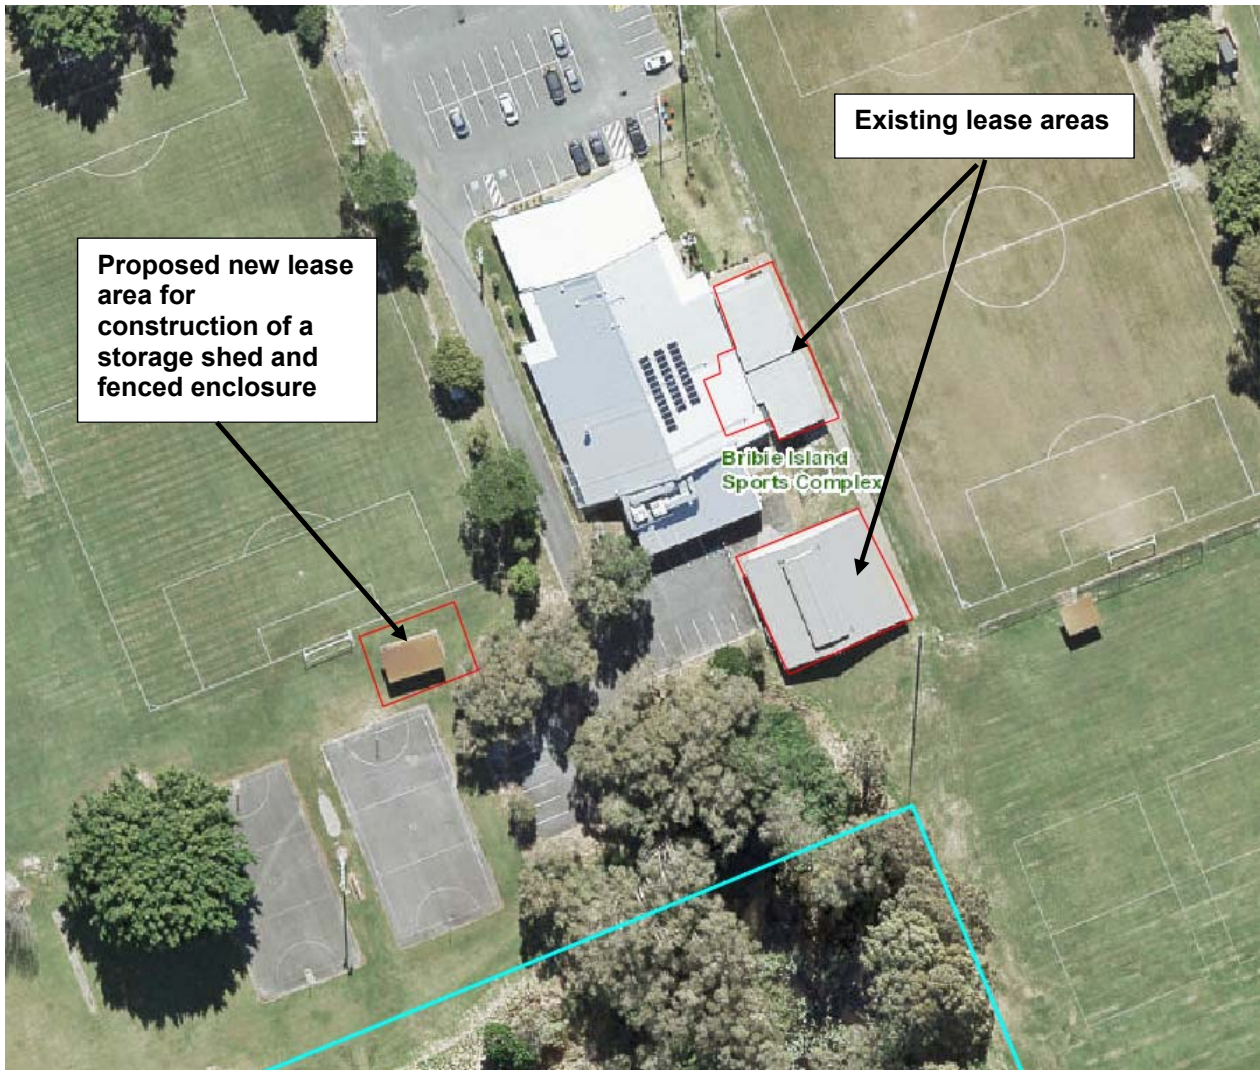 Existing lease areas
Proposed new lease
area for
construction of a
storage shed and
fenced enclosure
Bribie Island
Sports Complex